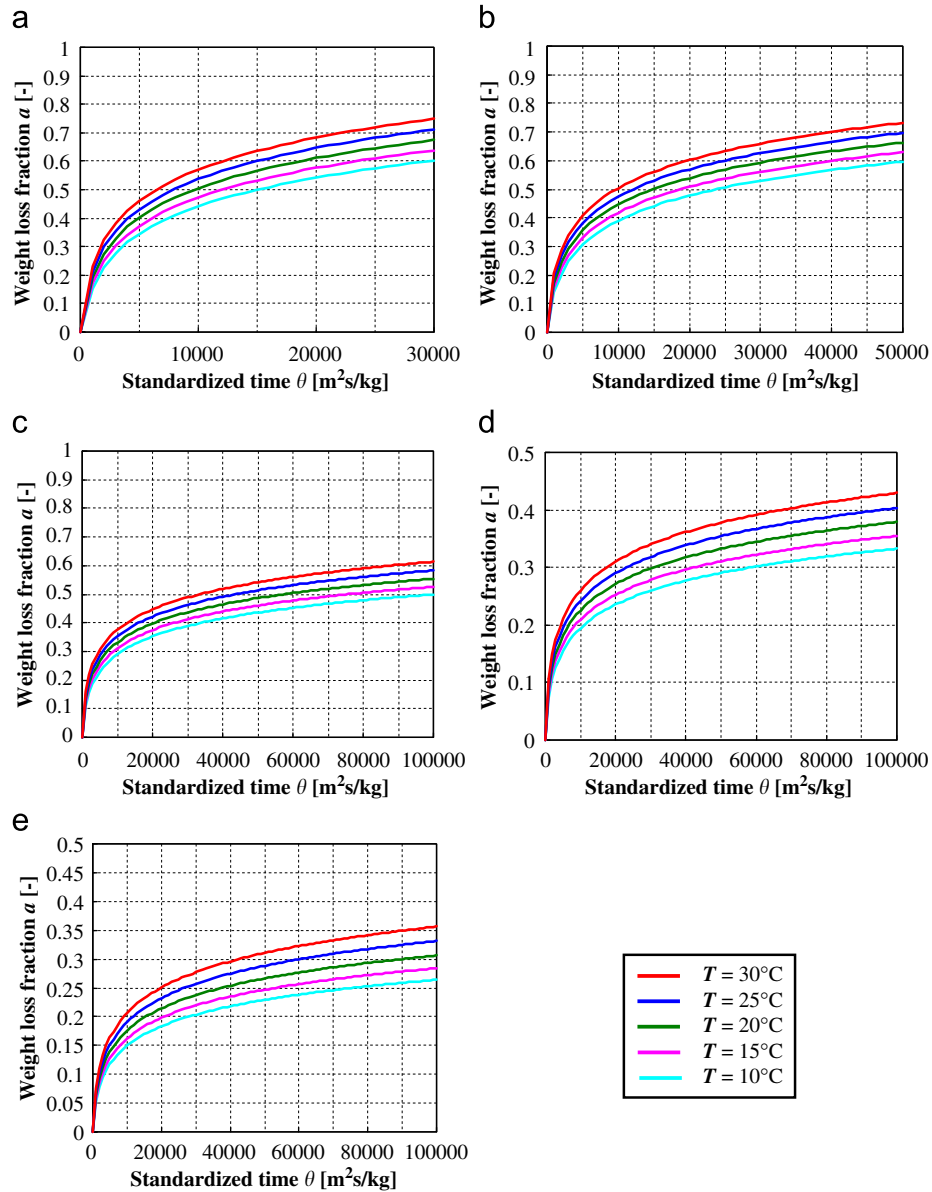 a
1
0.9
0.8
0.7
0.6
0.5
0.4
0.3
0.2
0.1
0
0 10000 20000 30000
Weight loss fraction a [-]
Standardized time θ [m²s/kg]
b
1
0.9
0.8
0.7
0.6
0.5
0.4
0.3
0.2
0.1
0
0 10000 20000 30000 40000 50000
Weight loss fraction a [-]
Standardized time θ [m²s/kg]
c
1
0.9
0.8
0.7
0.6
0.5
0.4
0.3
0.2
0.1
0
0 20000 40000 60000 80000 100000
Weight loss fraction a [-]
Standardized time θ [m²s/kg]
d
0.5
0.4
0.3
0.2
0.1
0
0 20000 40000 60000 80000 100000
Weight loss fraction a [-]
Standardized time θ [m²s/kg]
e
0.5
0.45
0.4
0.35
0.3
0.25
0.2
0.15
0.1
0.05
0
0 20000 40000 60000 80000 100000
Weight loss fraction a [-]
Standardized time θ [m²s/kg]
T = 30°C
T = 25°C
T = 20°C
T = 15°C
T = 10°C